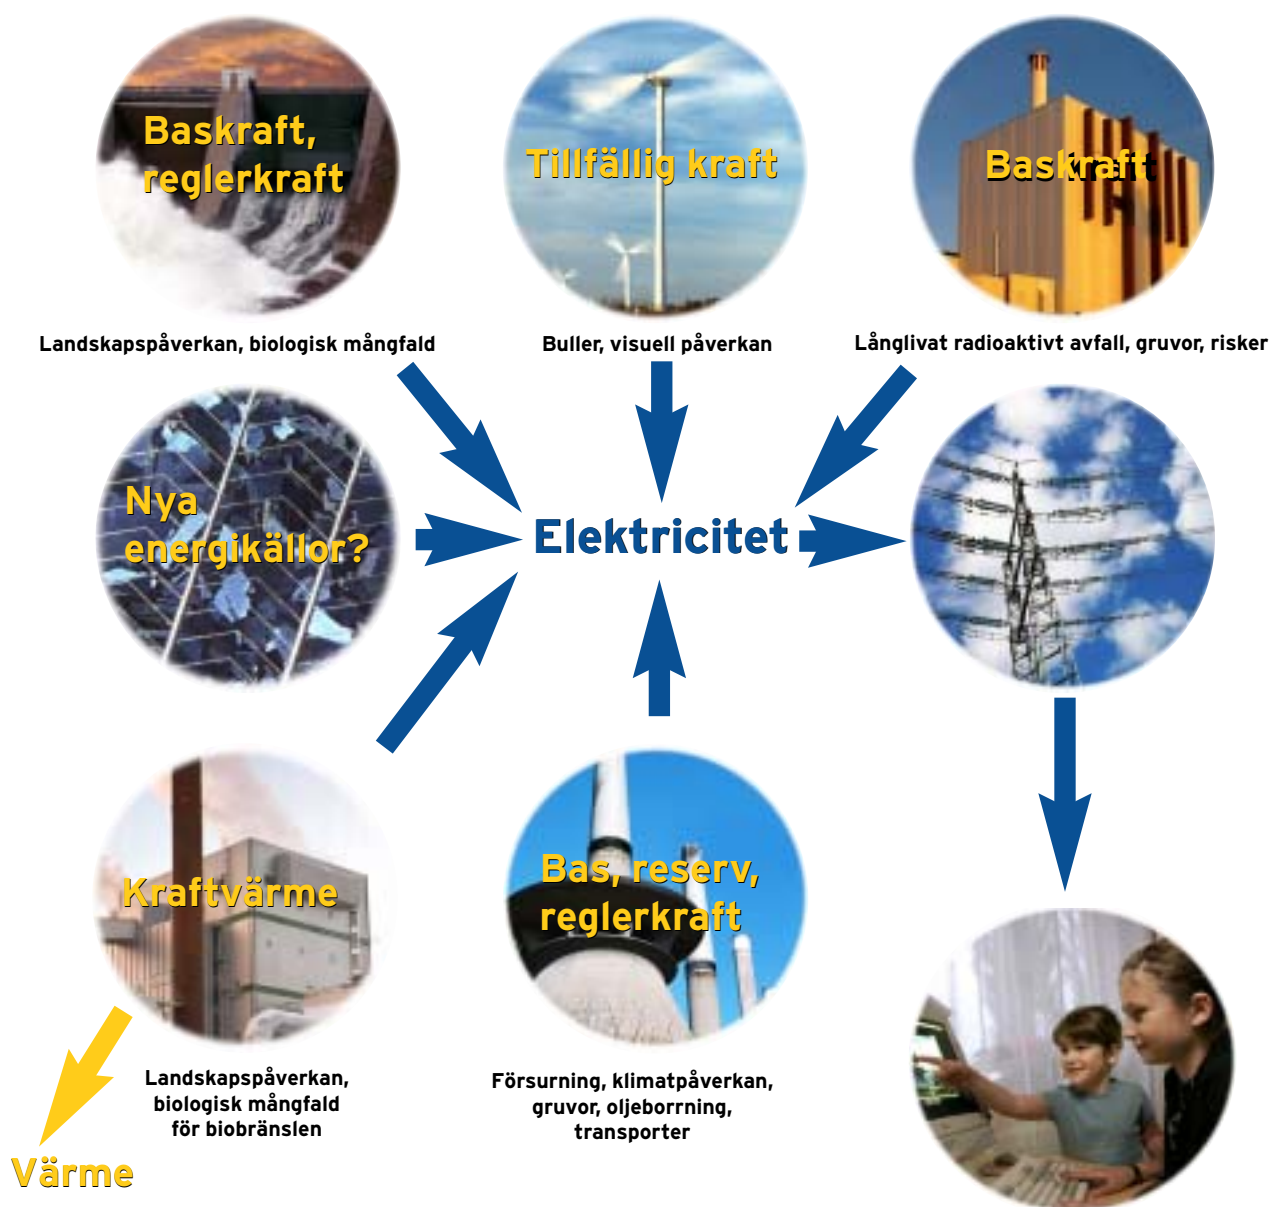 Baskraft,
reglerkraft
Tillfällig kraft
Baskraft
Landskapspåverkan, biologisk mångfald
Buller, visuell påverkan
Långlivat radioaktivt avfall, gruvor, risker
Nya
energikällor?
Elektricitet
Kraftvärme
Bas, reserv,
reglerkraft
Landskapspåverkan,
biologisk mångfald
för biobränslen
Försurning, klimatpåverkan,
gruvor, oljeborrning,
transporter
Värme